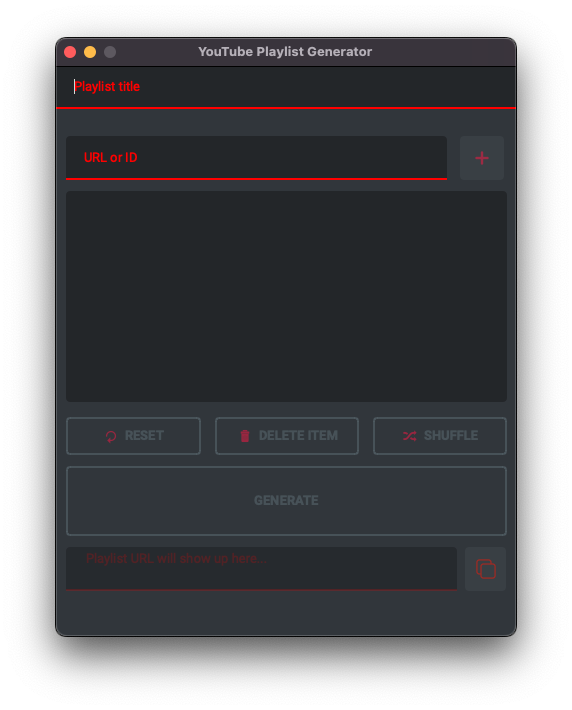 YouTube Playlist Generator
Playlist title
URL or ID
+
RESET
DELETE ITEM
SHUFFLE
GENERATE
Playlist URL will show up here...